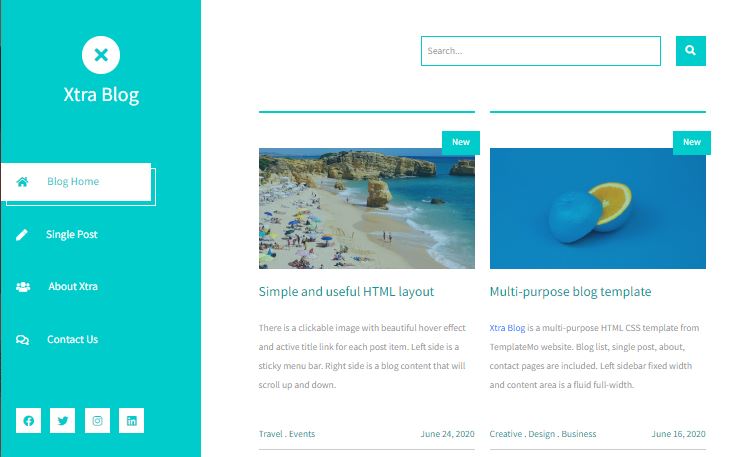 Xtra Blog
Blog Home
Single Post
About Xtra
Contact Us
Search...
New
Simple and useful HTML layout
There is a clickable image with beautiful hover effect
and active title link for each post item. Left side is a
sticky menu bar. Right side is a blog content that will
scroll up and down.
Travel . Events
June 24, 2020
New
Multi-purpose blog template
Xtra Blog is a multi-purpose HTML CSS template from
TemplateMo website. Blog list, single post, about,
contact pages are included. Left sidebar fixed width
and content area is a fluid full-width.
Creative . Design . Business
June 16, 2020